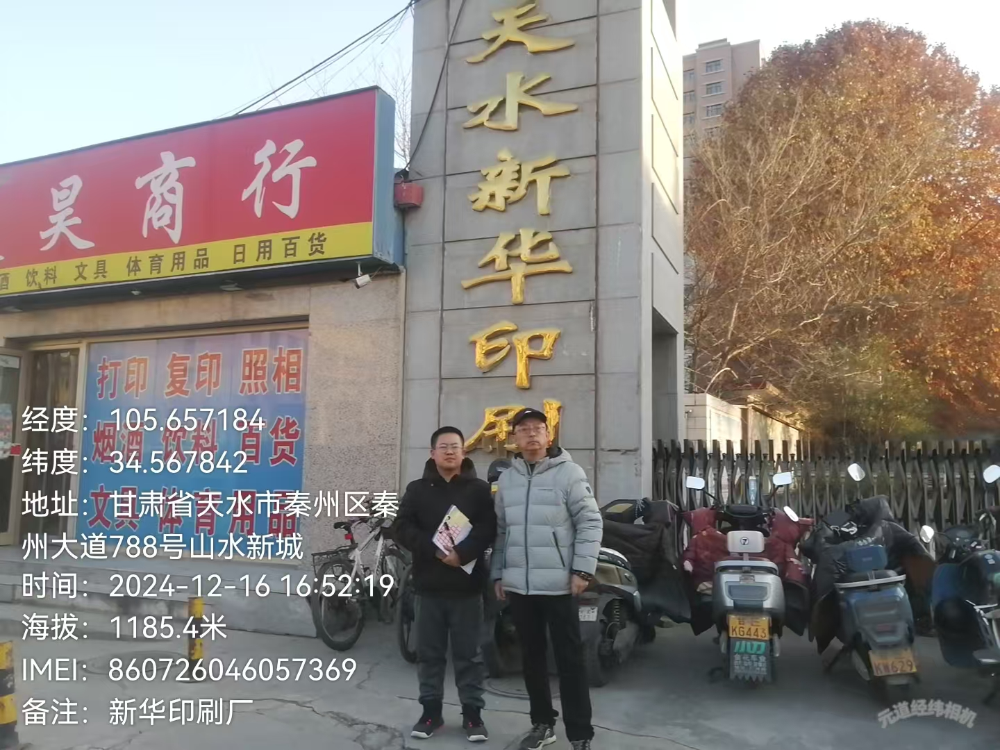 昊商行
酒 饮料 文具 体育用品 日用百货
天水新华印刷
打印 复印 照相
烟酒 饮料 百货
文具 体育用品
经度：105.657184
纬度：34.567842
地址：甘肃省天水市秦州区秦
州大道788号山水新城
时间：2024-12-16 16:52:19
海拔：1185.4米
IMEI：860726046057369
备注：新华印刷厂
KG443
KW629
元道经纬相机